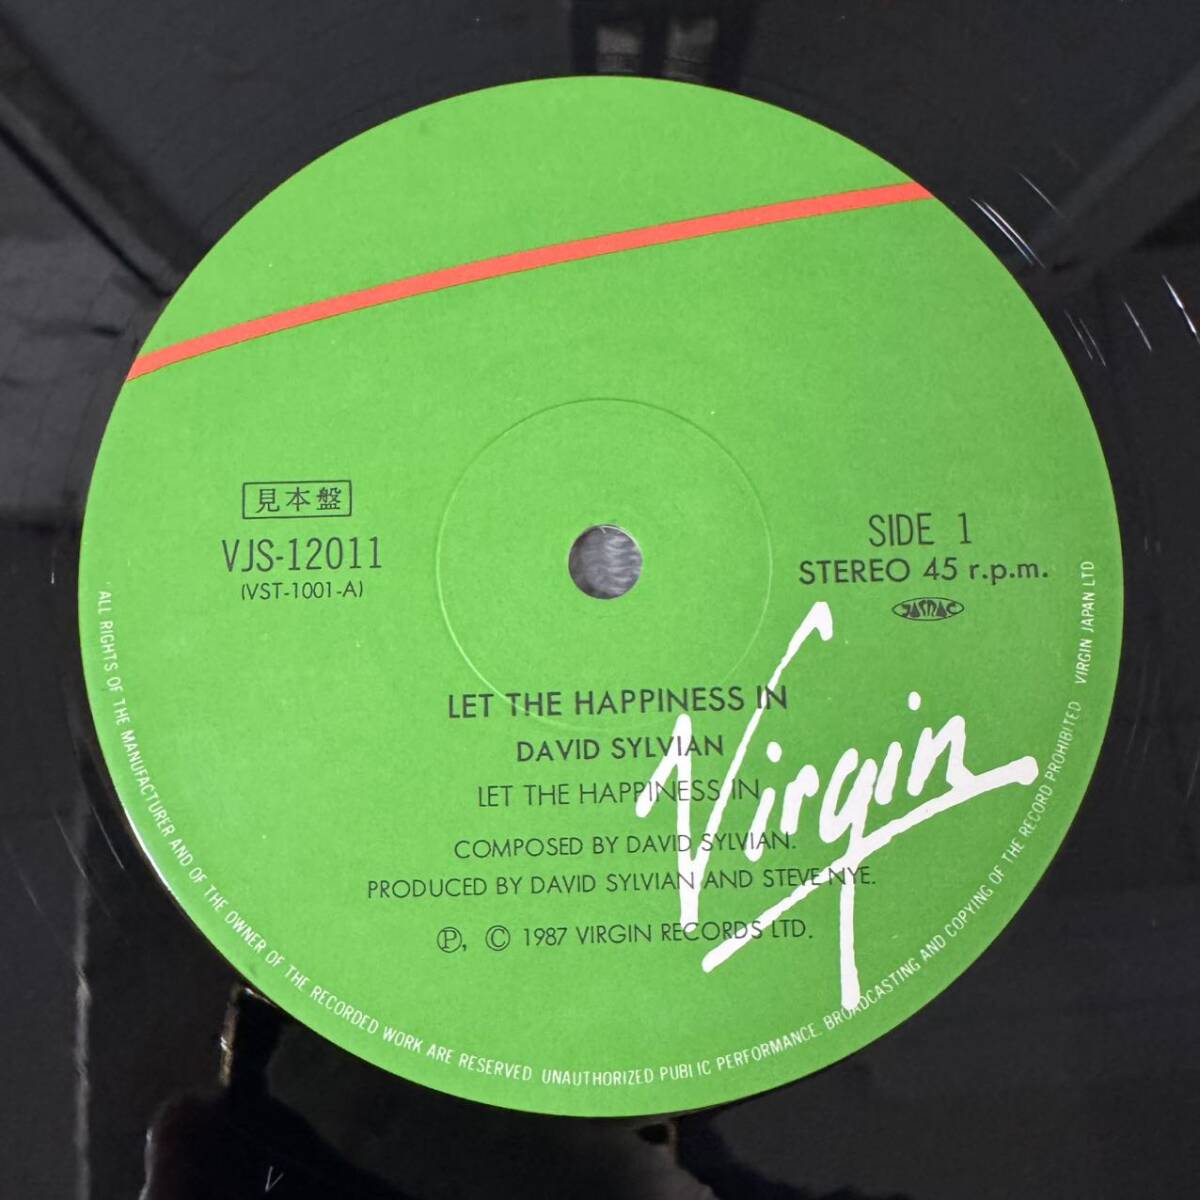 見本盤
VJS-12011
(VST-1001-A)
SIDE 1
STEREO 45 r.p.m.
JASRAC
LET THE HAPPINESS IN
DAVID SYLVIAN
LET THE HAPPINESS IN
COMPOSED BY DAVID SYLVIAN.
PRODUCED BY DAVID SYLVIAN AND STEVE NYE.
Ⓟ, © 1987 VIRGIN RECORDS LTD.
Virgin
ALL RIGHTS OF THE MANUFACTURER AND OF THE OWNER OF THE RECORDED WORK ARE RESERVED. UNAUTHORIZED PUBLIC PERFORMANCE. BROADCASTING AND COPYING OF THE RECORD PROHIBITED VIRGIN JAPAN LTD